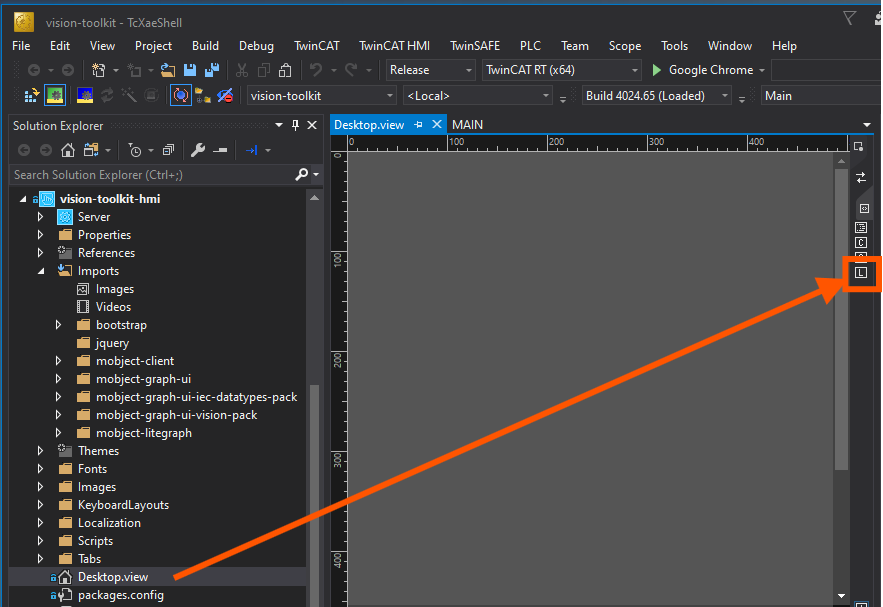 vision-toolkit - TcXaeShell
File Edit View Project Build Debug TwinCAT TwinCAT HMI TwinSAFE PLC Team Scope Tools Window Help
Release TwinCAT RT (x64) Google Chrome
vision-toolkit <Local> Build 4024.65 (Loaded) Main
Solution Explorer
Desktop.view MAIN
0 100 200 300 400
Search Solution Explorer (Ctrl+;)
vision-toolkit-hmi
Server
Properties
References
Imports
Images
Videos
bootstrap
jquery
mobject-client
mobject-graph-ui
mobject-graph-ui-iec-datatypes-pack
mobject-graph-ui-vision-pack
mobject-litegraph
Themes
Fonts
Images
KeyboardLayouts
Localization
Scripts
Tabs
Desktop.view
packages.config
0
100
200
300
400
C
L